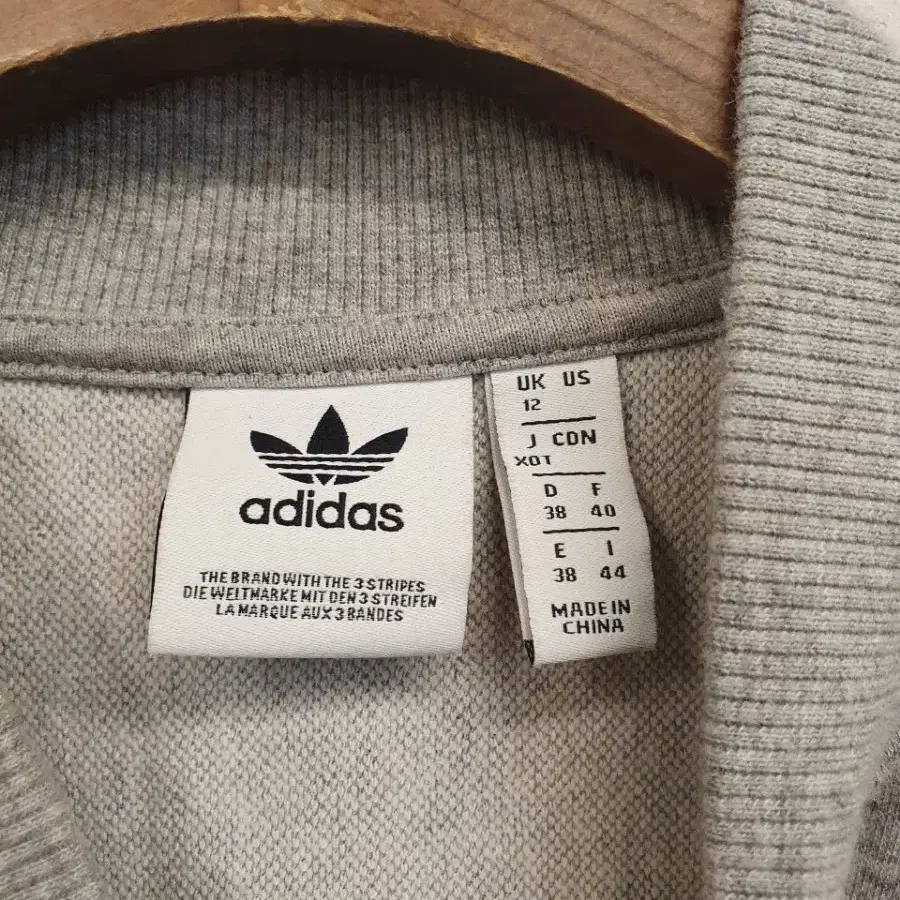 adidas
THE BRAND WITH THE 3 STRIPES
DIE WELTMARKE MIT DEN 3 STREIFEN
LA MARQUE AUX 3 BANDES
UK US
12
J CDN
XOT
D F
38 40
E I
38 44
MADE IN
CHINA